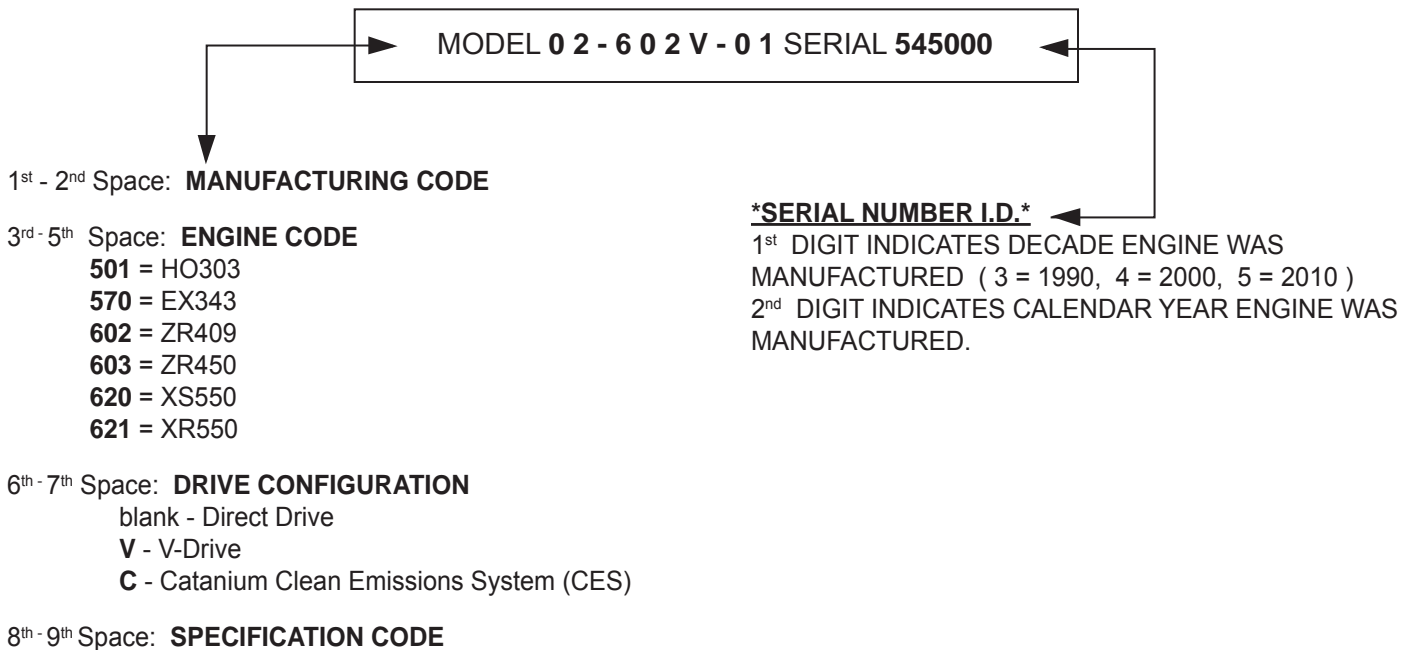 MODEL 0 2 - 6 0 2 V - 0 1 SERIAL 545000
1st - 2nd Space: MANUFACTURING CODE
3rd - 5th Space: ENGINE CODE
501 = HO303
570 = EX343
602 = ZR409
603 = ZR450
620 = XS550
621 = XR550
6th - 7th Space: DRIVE CONFIGURATION
blank - Direct Drive
V - V-Drive
C - Catanium Clean Emissions System (CES)
8th - 9th Space: SPECIFICATION CODE
*SERIAL NUMBER I.D.*
1st DIGIT INDICATES DECADE ENGINE WAS
MANUFACTURED ( 3 = 1990, 4 = 2000, 5 = 2010 )
2nd DIGIT INDICATES CALENDAR YEAR ENGINE WAS
MANUFACTURED.